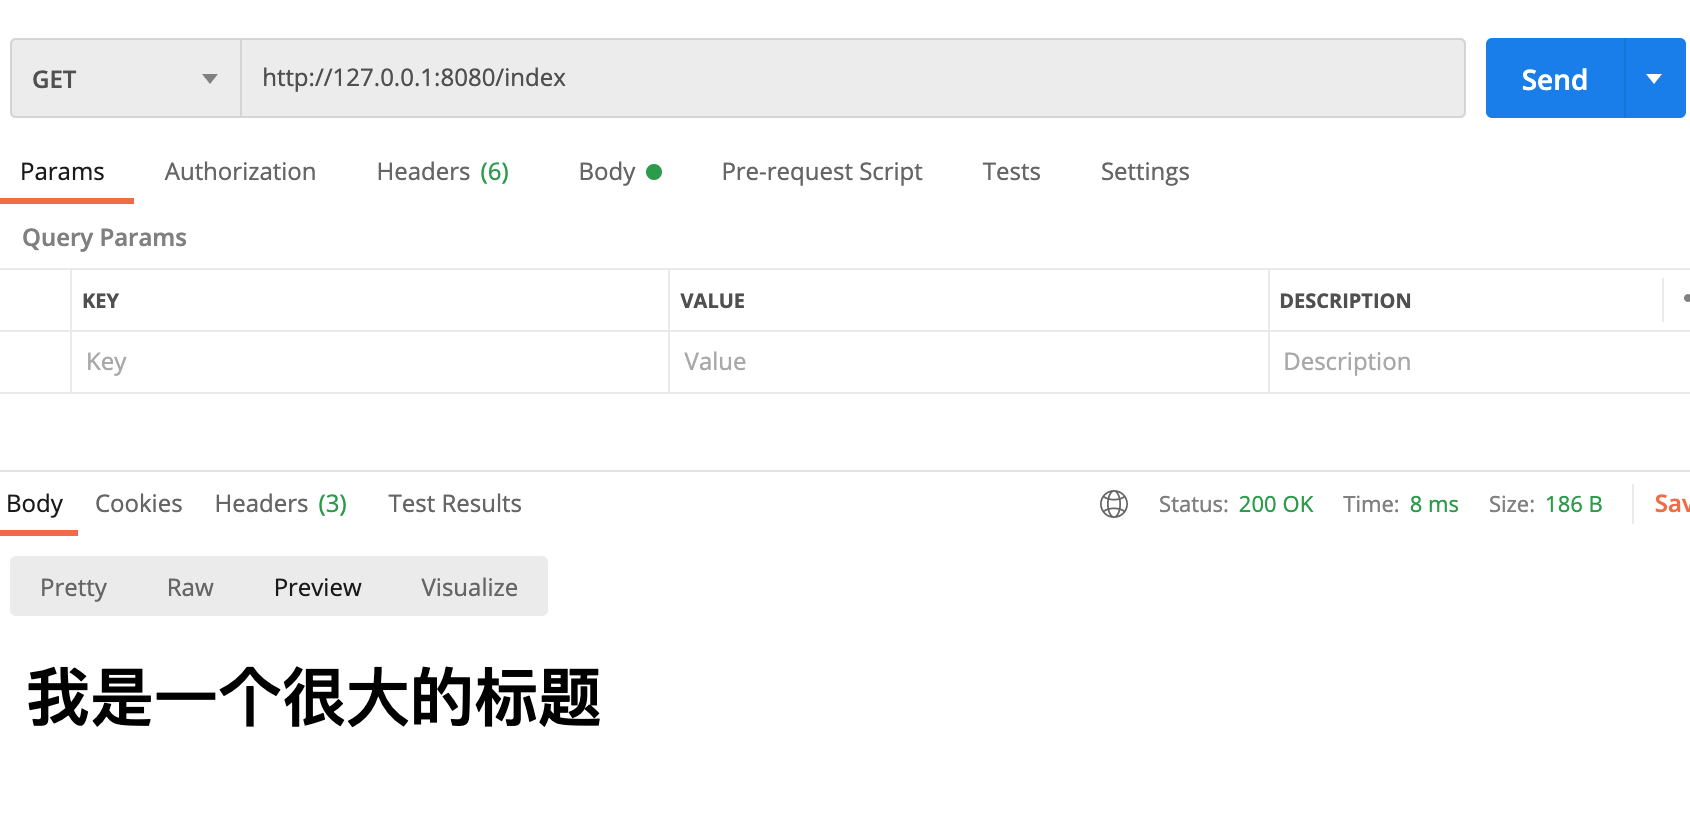 GET http://127.0.0.1:8080/index Send
Params Authorization Headers (6) Body Pre-request Script Tests Settings
Query Params
KEY VALUE DESCRIPTION
Key Value Description
Body Cookies Headers (3) Test Results Status: 200 OK Time: 8 ms Size: 186 B Sav
Pretty Raw Preview Visualize
我是一个很大的标题